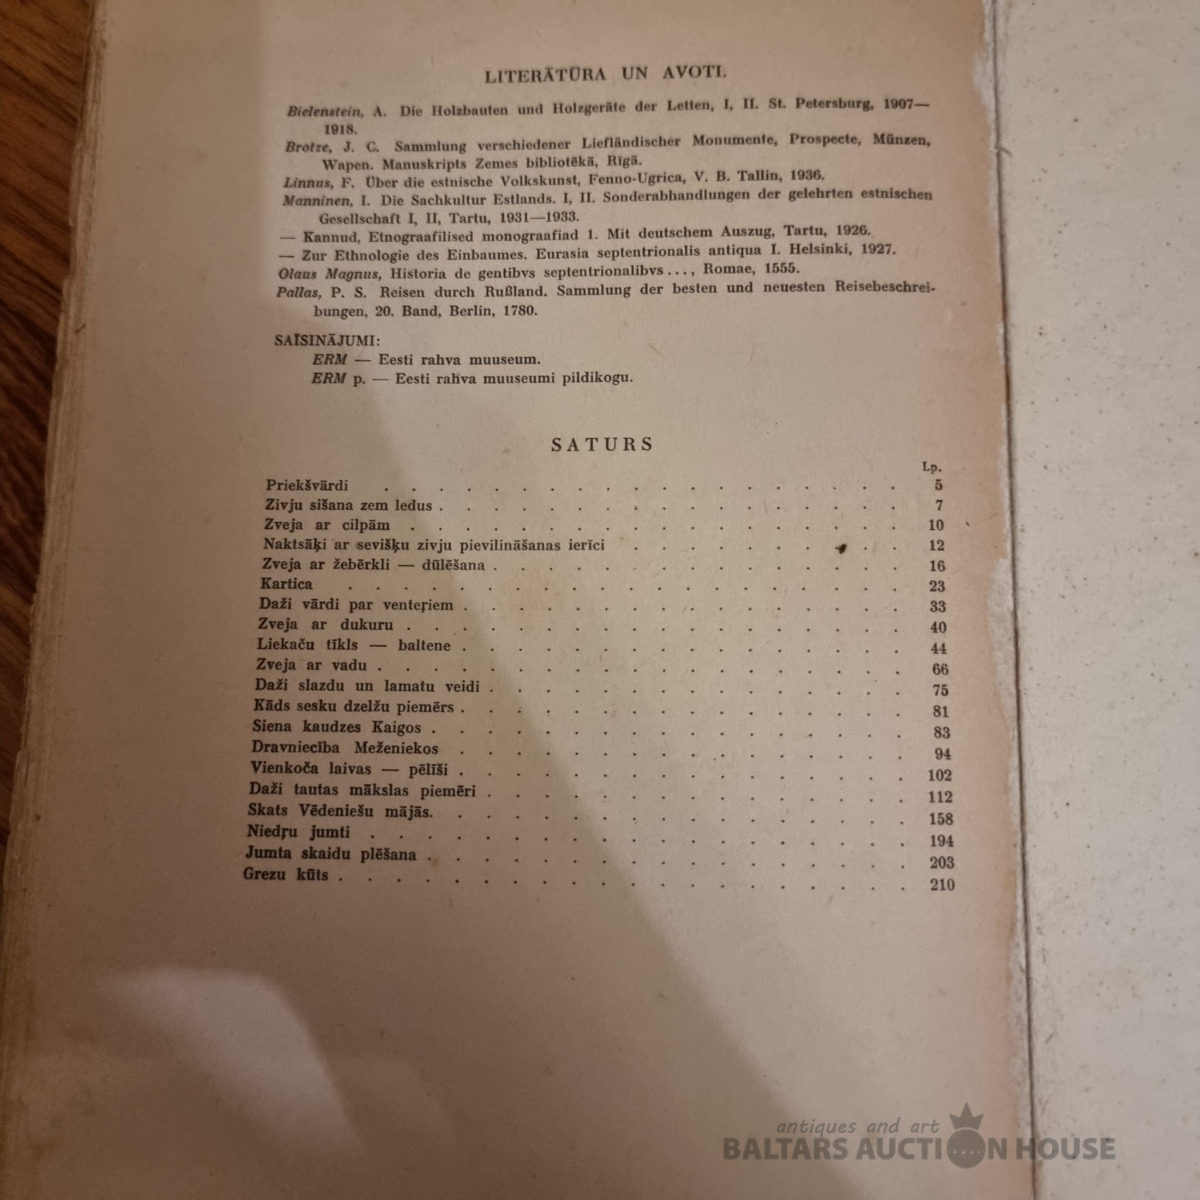 LITERĀTŪRA UN AVOTI.
Bielenstein, A. Die Holzbauten und Holzgeräte der Letten, I, II. St. Petersburg, 1907—
1918.
Brotze, J. C. Sammlung verschiedener Liefländischer Monumente, Prospecte, Münzen,
Wapen. Manuskripts Zemes bibliotēkā, Rīgā.
Linnus, F. Über die estnische Volkskunst, Fenno-Ugrica, V. B. Tallin, 1936.
Manninen, I. Die Sachkultur Estlands. I, II. Sonderabhandlungen der gelehrten estnischen
Gesellschaft I, II, Tartu, 1931—1933.
— Kannud, Etnograafilised monograafiad 1. Mit deutschem Auszug, Tartu, 1926.
— Zur Ethnologie des Einbaumes. Eurasia septentrionalis antiqua I. Helsinki, 1927.
Olaus Magnus, Historia de gentibvs septentrionalibvs..., Romae, 1555.
Pallas, P. S. Reisen durch Rußland. Sammlung der besten und neuesten Reisebeschrei-
bungen, 20. Band, Berlin, 1780.
SAĪSINĀJUMI:
ERM — Eesti rahva muuseum.
ERM p. — Eesti rahva muuseumi pildikogu.
SATURS
Lp.
Priekšvārdi . . . . . . . . . . . . . . . . . . . 5
Zivju sišana zem ledus . . . . . . . . . . . . . . . . . 7
Zveja ar cilpām . . . . . . . . . . . . . . . . . . 10
Naktsāķi ar sevišķu zivju pievilināšanas ierīci . . . . . . . . . . . 12
Zveja ar žebērkli — dūlēšana . . . . . . . . . . . . . . . 16
Kartica . . . . . . . . . . . . . . . . . . . . 23
Daži vārdi par venteŗiem . . . . . . . . . . . . . . . . 33
Zveja ar dukuru . . . . . . . . . . . . . . . . . . 40
Liekaču tīkls — baltene . . . . . . . . . . . . . . . . 44
Zveja ar vadu . . . . . . . . . . . . . . . . . . . 66
Daži slazdu un lamatu veidi . . . . . . . . . . . . . . . 75
Kāds sesku dzelžu piemērs . . . . . . . . . . . . . . . . 81
Siena kaudzes Kaigos . . . . . . . . . . . . . . . . . 83
Dravniecība Meženiekos . . . . . . . . . . . . . . . . 94
Vienkoča laivas — pēlīši . . . . . . . . . . . . . . . . 102
Daži tautas mākslas piemēri . . . . . . . . . . . . . . . 112
Skats Vēdeniešu mājās. . . . . . . . . . . . . . . . . 158
Niedŗu jumti . . . . . . . . . . . . . . . . . . . 194
Jumta skaidu plēšana . . . . . . . . . . . . . . . . . 203
Grezu kūts . . . . . . . . . . . . . . . . . . . . 210
antiques and art
BALTARS AUCTION HOUSE